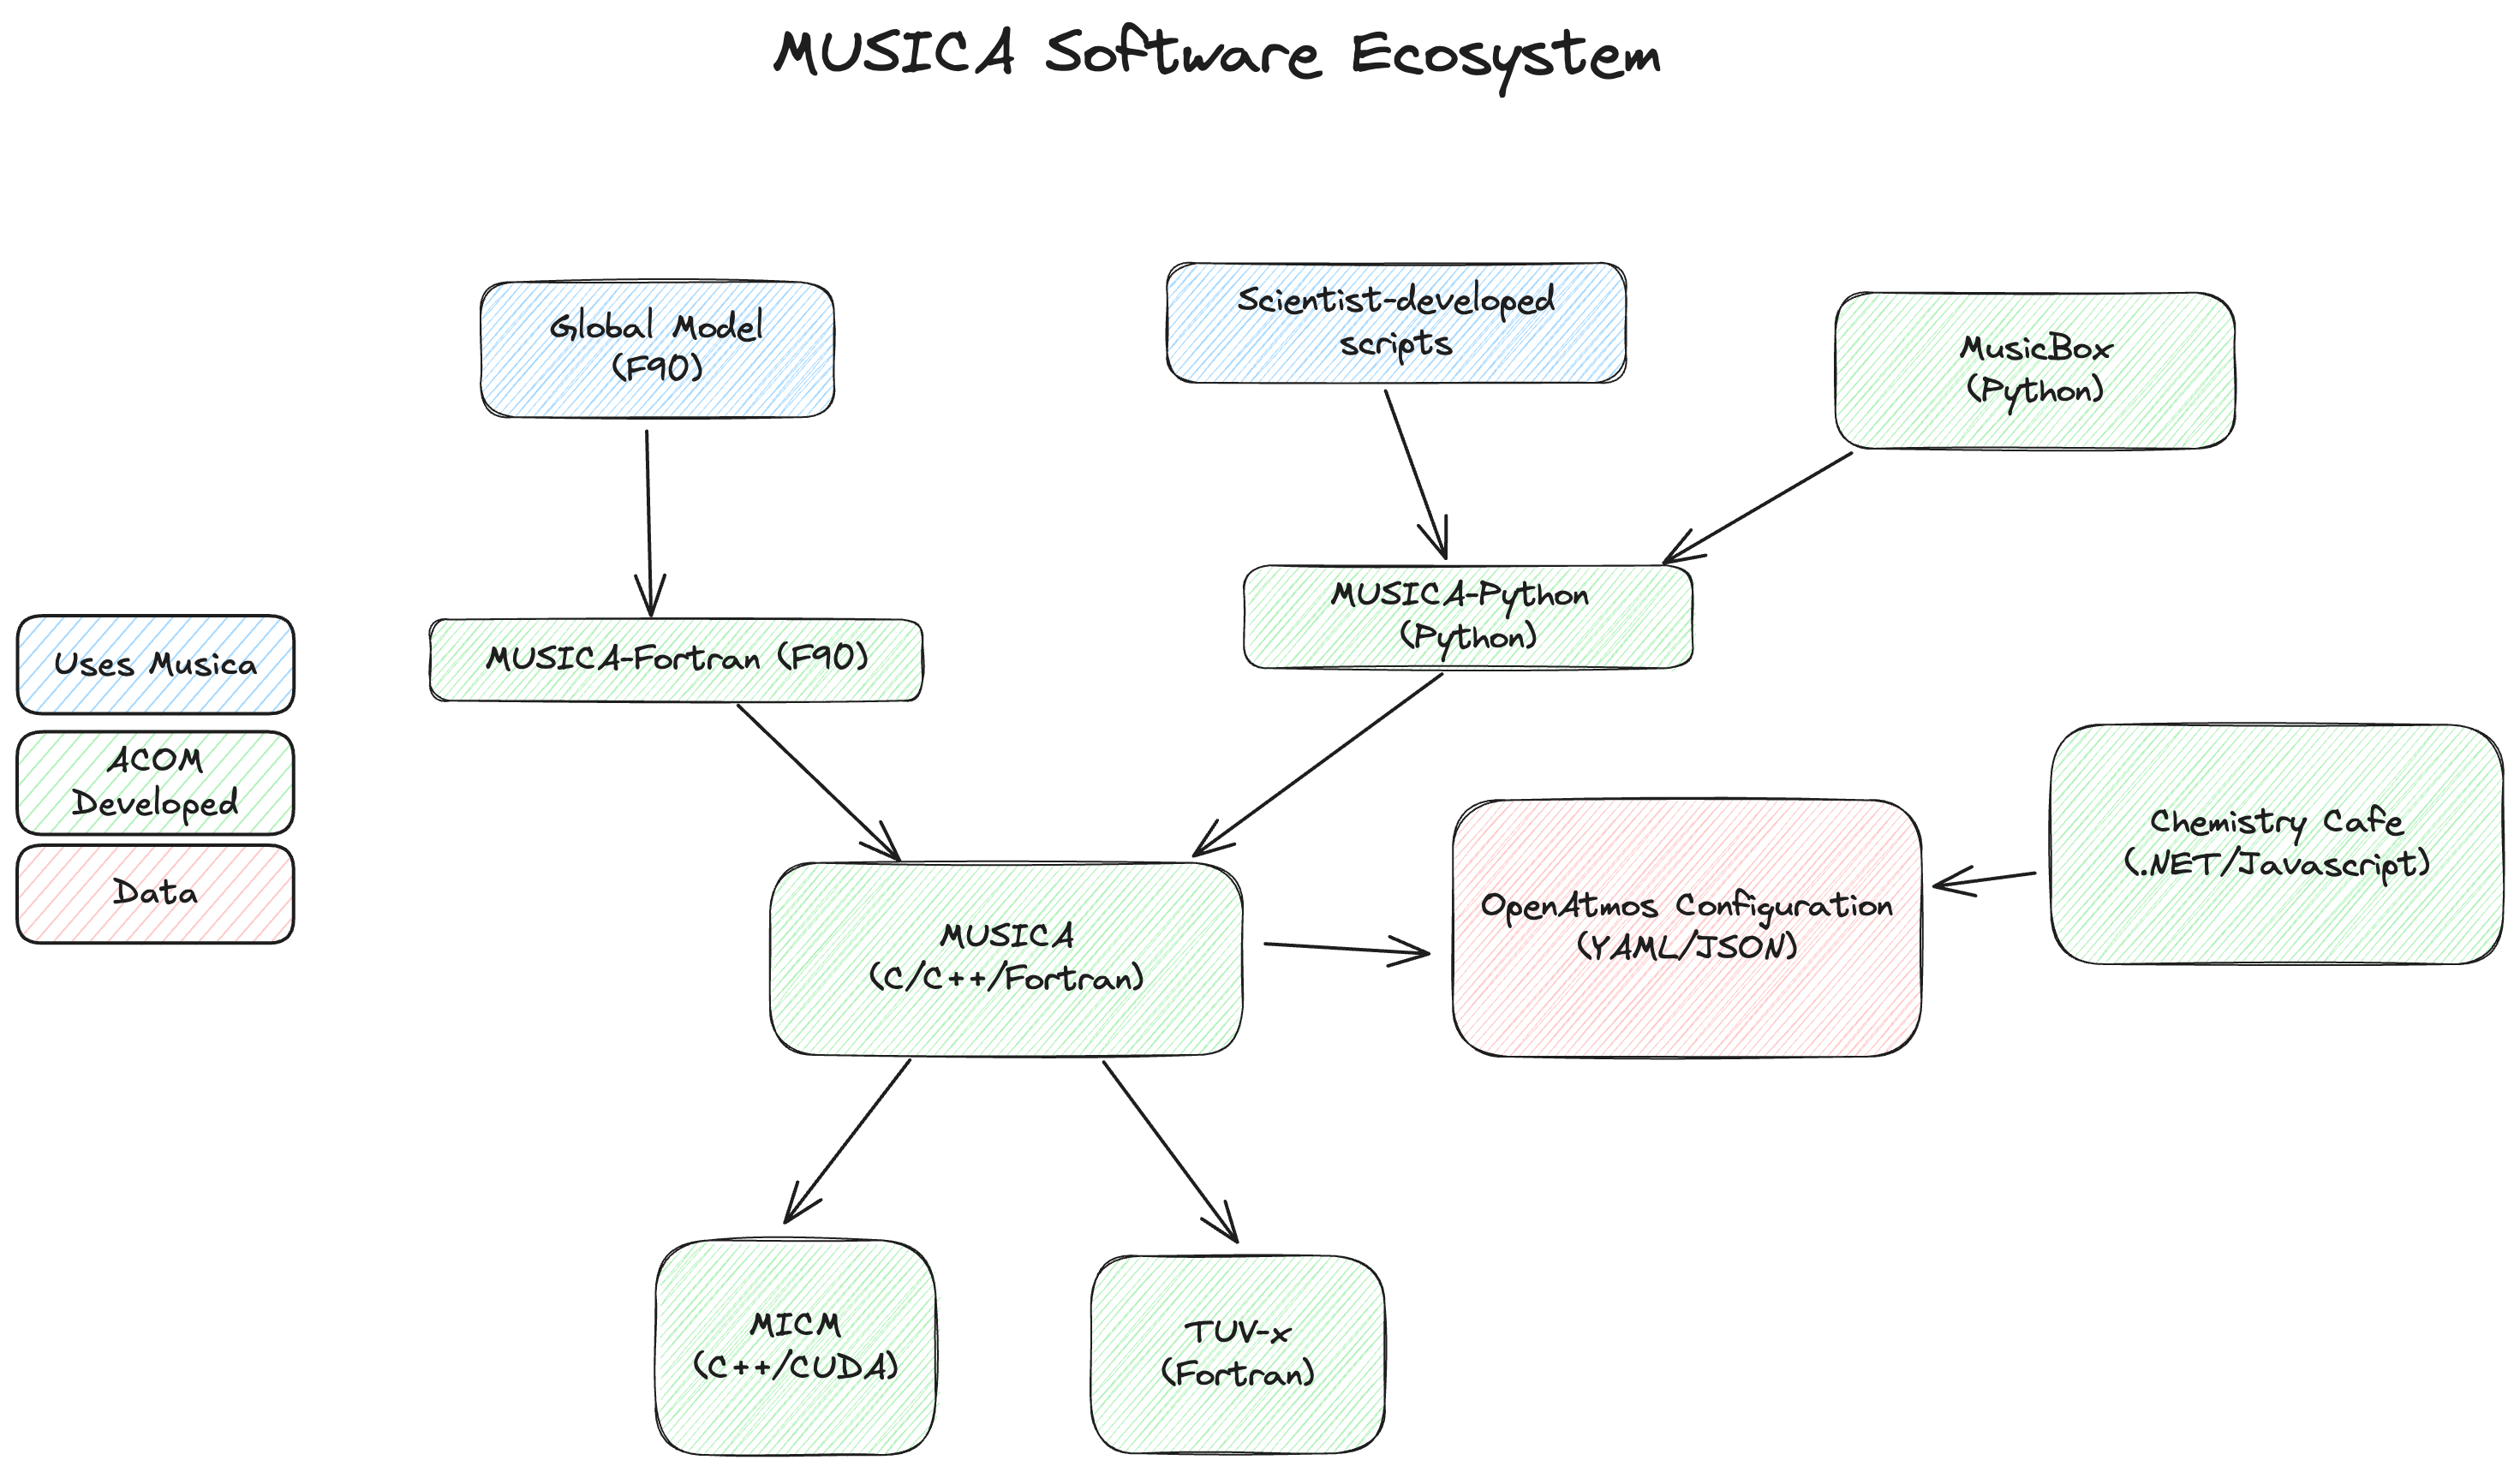 MUSICA Software Ecosystem
Global Model
(F90)
Scientist-developed
scripts
MusicBox
(Python)
MUSICA-Fortran (F90)
MUSICA-Python
(Python)
Uses Musica
ACOM
Developed
Data
MUSICA
(C/C++/Fortran)
OpenAtmos Configuration
(YAML/JSON)
Chemistry Cafe
(.NET/Javascript)
MICM
(C++/CUDA)
TUV-x
(Fortran)